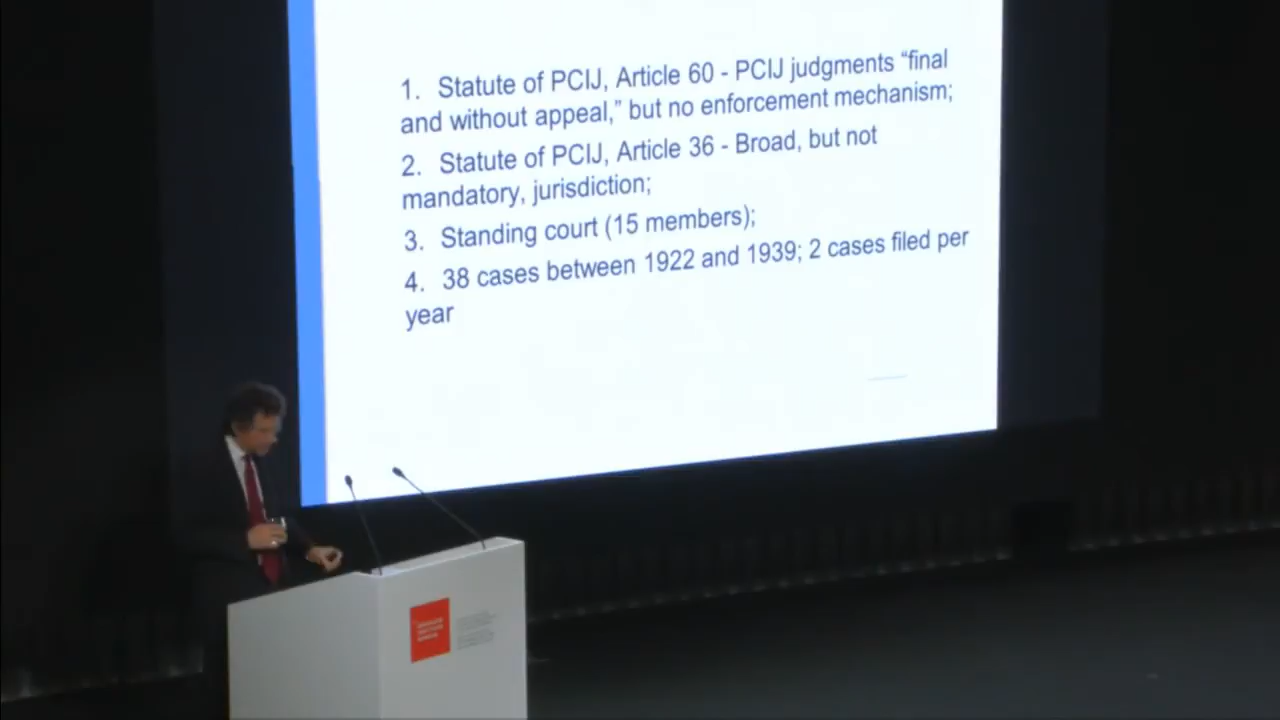 1. Statute of PCIJ, Article 60 - PCIJ judgments “final
and without appeal,” but no enforcement mechanism;
2. Statute of PCIJ, Article 36 - Broad, but not
mandatory, jurisdiction;
3. Standing court (15 members);
4. 38 cases between 1922 and 1939; 2 cases filed per
year